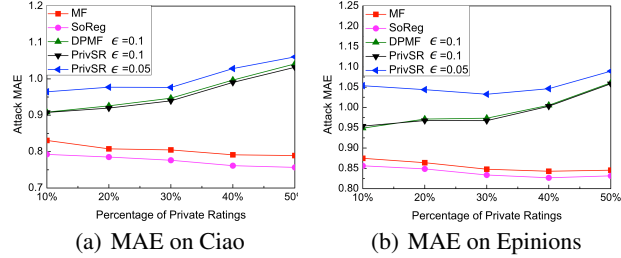 1.2
1.1
1.0
0.9
0.8
0.7
Attack MAE
MF
SoReg
DPMF ϵ =0.1
PrivSR ϵ =0.1
PrivSR ϵ =0.05
10% 20% 30% 40% 50%
Percentage of Private Ratings
(a) MAE on Ciao
1.25
1.20
1.15
1.10
1.05
1.00
0.95
0.90
0.85
0.80
Attack MAE
MF
SoReg
DPMF ϵ =0.1
PrivSR ϵ =0.1
PrivSR ϵ =0.05
10% 20% 30% 40% 50%
Percentage of Private Ratings
(b) MAE on Epinions